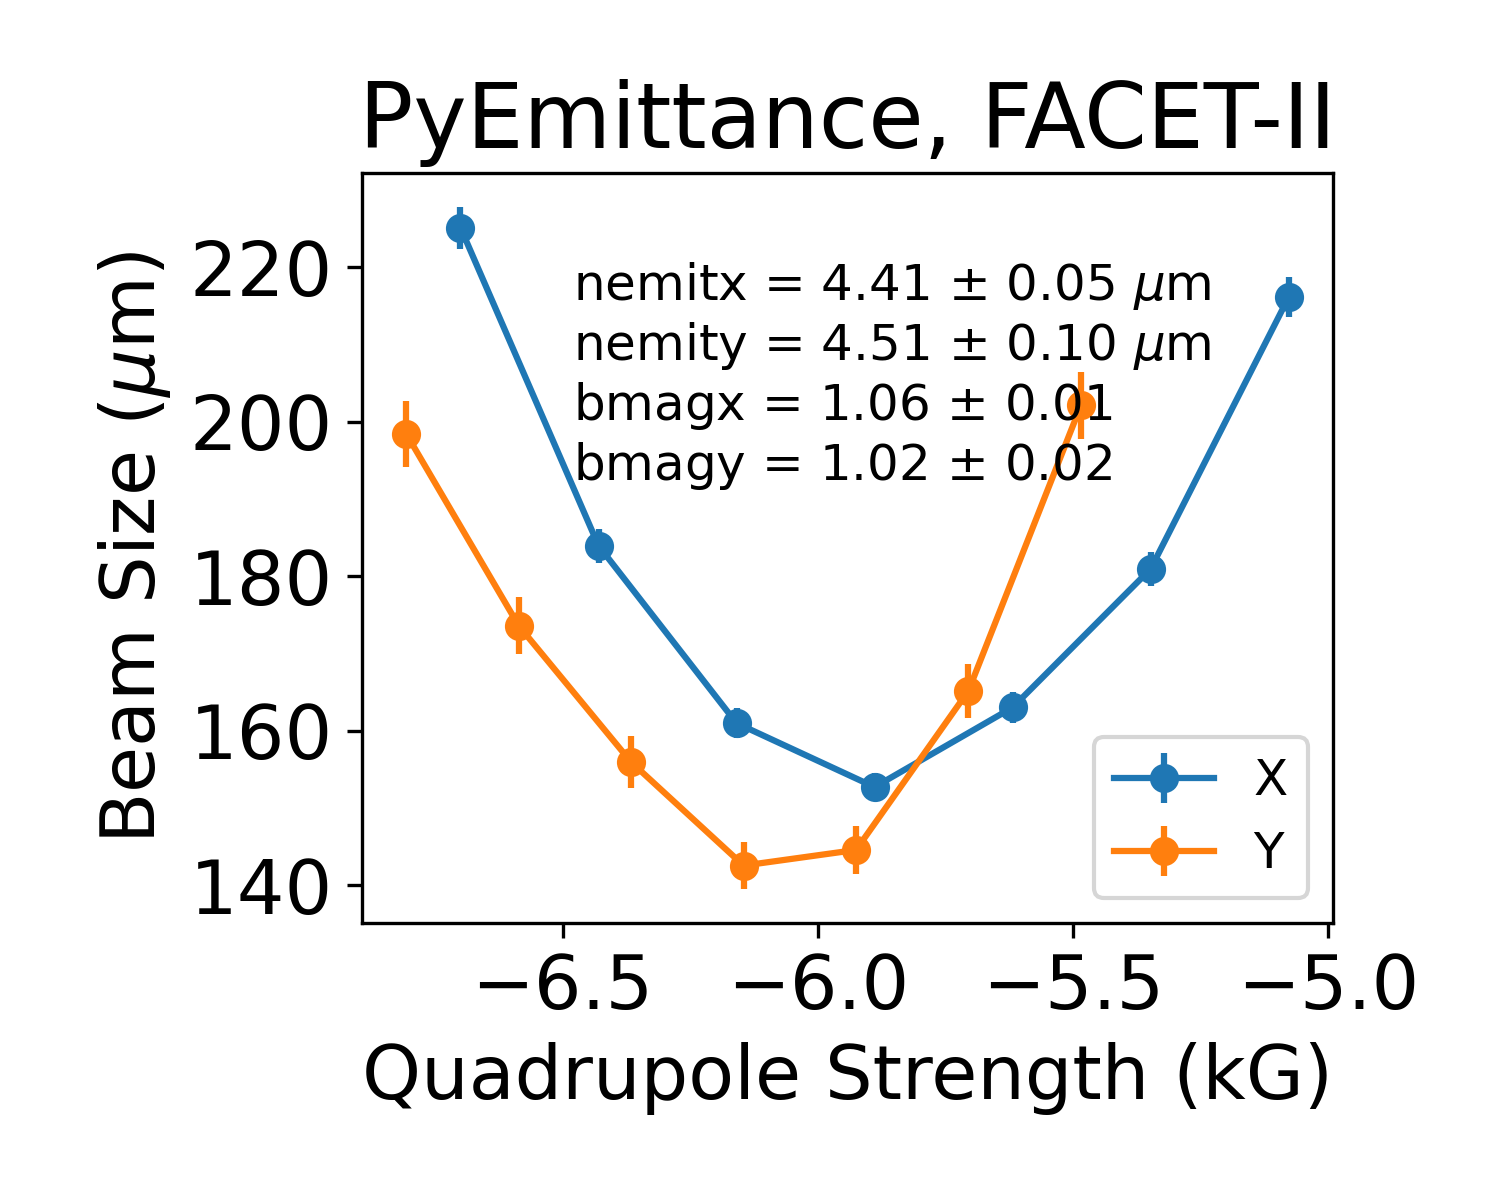 PyEmittance, FACET-II
Beam Size (μm)
220
200
180
160
140
nemitx = 4.41 ± 0.05 μm
nemity = 4.51 ± 0.10 μm
bmagx = 1.06 ± 0.01
bmagy = 1.02 ± 0.02
X
Y
−6.5 −6.0 −5.5 −5.0
Quadrupole Strength (kG)